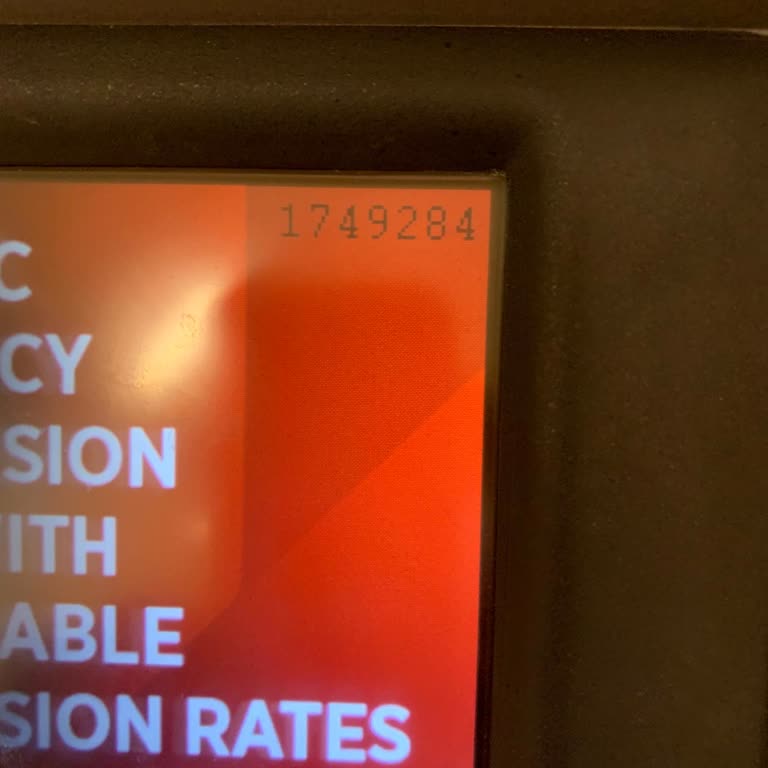 1749284
C
CY
SION
ITH
ABLE
SION RATES